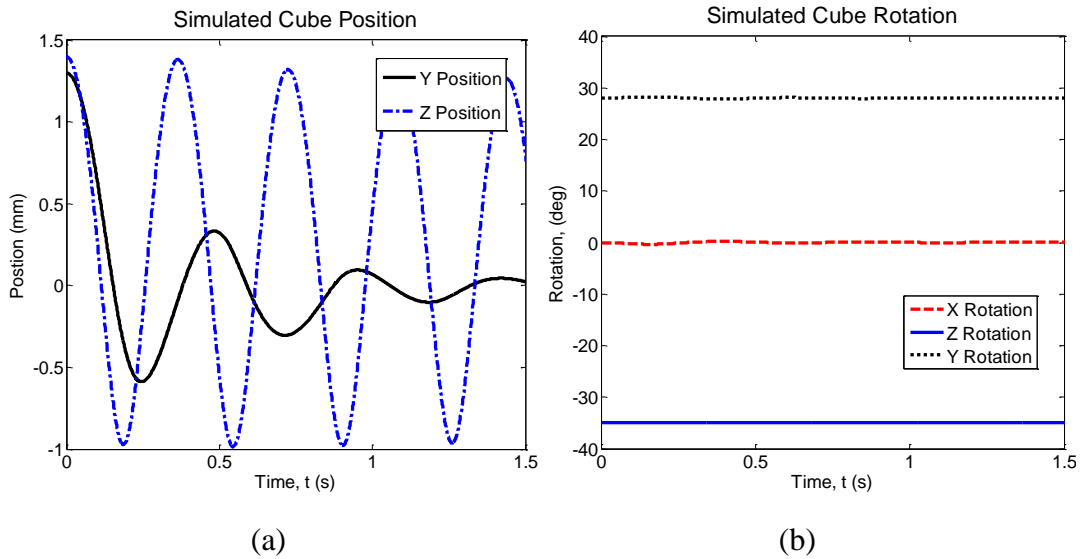 Simulated Cube Position
1.5
1
0.5
0
-0.5
-1
Postion (mm)
Y Position
Z Position
0 0.5 1 1.5
Time, t (s)
(a)
Simulated Cube Rotation
40
30
20
10
0
-10
-20
-30
-40
Rotation, (deg)
X Rotation
Z Rotation
Y Rotation
0 0.5 1 1.5
Time, t (s)
(b)